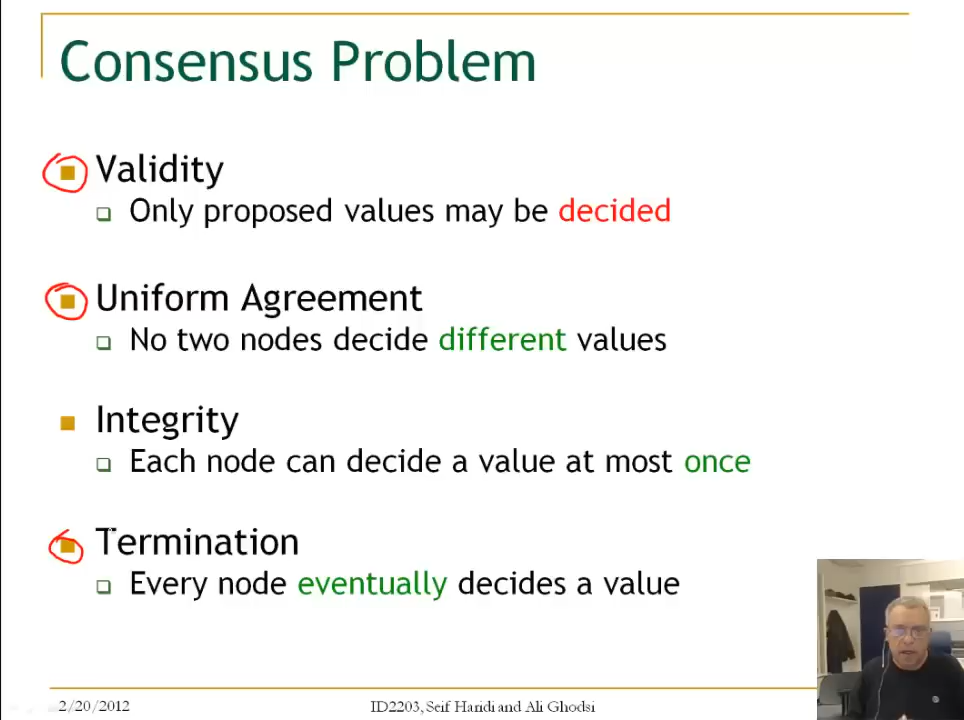 Consensus Problem
Validity
Only proposed values may be decided
Uniform Agreement
No two nodes decide different values
Integrity
Each node can decide a value at most once
Termination
Every node eventually decides a value
2/20/2012
ID2203, Seif Haridi and Ali Ghodsi